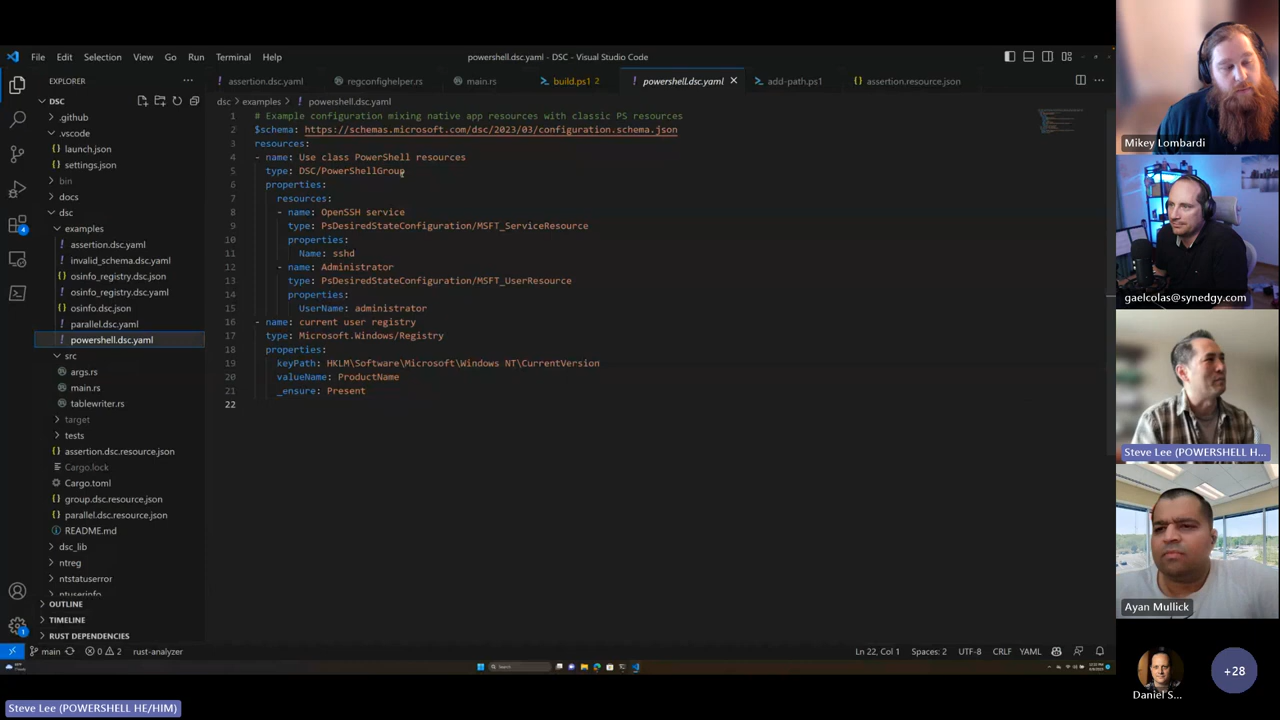 File Edit Selection View Go Run Terminal Help
powershell.dsc.yaml - DSC - Visual Studio Code
EXPLORER
DSC
.github
.vscode
launch.json
settings.json
bin
docs
dsc
examples
assertion.dsc.yaml
invalid_schema.dsc.yaml
osinfo_registry.dsc.json
osinfo_registry.dsc.yaml
osinfo.dsc.json
parallel.dsc.yaml
powershell.dsc.yaml
src
args.rs
main.rs
tablewriter.rs
target
tests
assertion.dsc.resource.json
Cargo.lock
Cargo.toml
group.dsc.resource.json
parallel.dsc.resource.json
README.md
dsc_lib
ntreg
ntstatuserror
ntuserinfo
OUTLINE
TIMELINE
RUST DEPENDENCIES
4
1
assertion.dsc.yaml regconfighelper.rs main.rs build.ps1 2 powershell.dsc.yaml add-path.ps1 assertion.resource.json
dsc > examples > powershell.dsc.yaml
1 # Example configuration mixing native app resources with classic PS resources
2 $schema: https://schemas.microsoft.com/dsc/2023/03/configuration.schema.json
3 resources:
4 - name: Use class PowerShell resources
5 type: DSC/PowerShellGroup
6 properties:
7 resources:
8 - name: OpenSSH service
9 type: PsDesiredStateConfiguration/MSFT_ServiceResource
10 properties:
11 Name: sshd
12 - name: Administrator
13 type: PsDesiredStateConfiguration/MSFT_UserResource
14 properties:
15 UserName: administrator
16 - name: current user registry
17 type: Microsoft.Windows/Registry
18 properties:
19 keyPath: HKLM\Software\Microsoft\Windows NT\CurrentVersion
20 valueName: ProductName
21 _ensure: Present
22
main 0 2 rust-analyzer
Ln 22, Col 1 Spaces: 2 UTF-8 CRLF YAML
Search
Steve Lee (POWERSHELL HE/HIM)
Mikey Lombardi
gaelcolas@synedgy.com
Steve Lee (POWERSHELL H...
Ayan Mullick
Daniel S...
+28